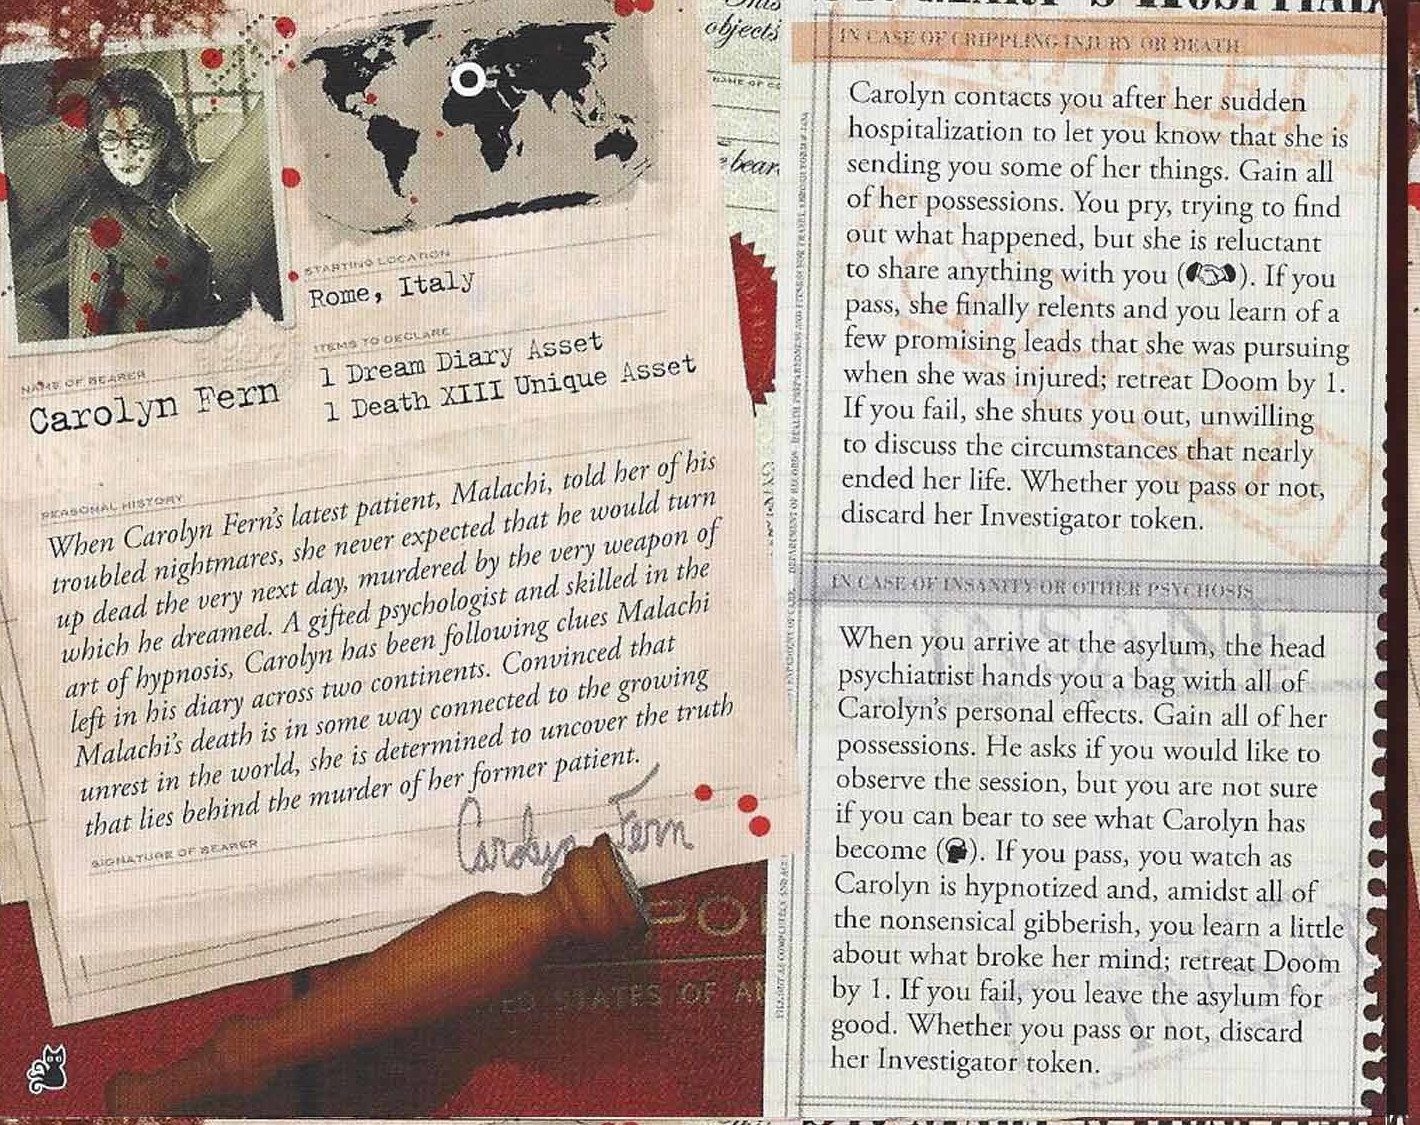 STARTING LOCATION
Rome, Italy
ITEMS TO DECLARE
1 Dream Diary Asset
1 Death XIII Unique Asset
NAME OF BEARER
Carolyn Fern
PERSONAL HISTORY
When Carolyn Fern's latest patient, Malachi, told her of his
troubled nightmares, she never expected that he would turn
up dead the very next day, murdered by the very weapon of
which he dreamed. A gifted psychologist and skilled in the
art of hypnosis, Carolyn has been following clues Malachi
left in his diary across two continents. Convinced that
Malachi's death is in some way connected to the growing
unrest in the world, she is determined to uncover the truth
that lies behind the murder of her former patient.
SIGNATURE OF BEARER
Carolyn Fern
STATES OF
objects
bear
IN CASE OF CRIPPLING INJURY OR DEATH
Carolyn contacts you after her sudden
hospitalization to let you know that she is
sending you some of her things. Gain all
of her possessions. You pry, trying to find
out what happened, but she is reluctant
to share anything with you ( ). If you
pass, she finally relents and you learn of a
few promising leads that she was pursuing
when she was injured; retreat Doom by 1.
If you fail, she shuts you out, unwilling
to discuss the circumstances that nearly
ended her life. Whether you pass or not,
discard her Investigator token.
IN CASE OF INSANITY OR OTHER PSYCHOSIS
When you arrive at the asylum, the head
psychiatrist hands you a bag with all of
Carolyn's personal effects. Gain all of her
possessions. He asks if you would like to
observe the session, but you are not sure
if you can bear to see what Carolyn has
become ( ). If you pass, you watch as
Carolyn is hypnotized and, amidst all of
the nonsensical gibberish, you learn a little
about what broke her mind; retreat Doom
by 1. If you fail, you leave the asylum for
good. Whether you pass or not, discard
her Investigator token.